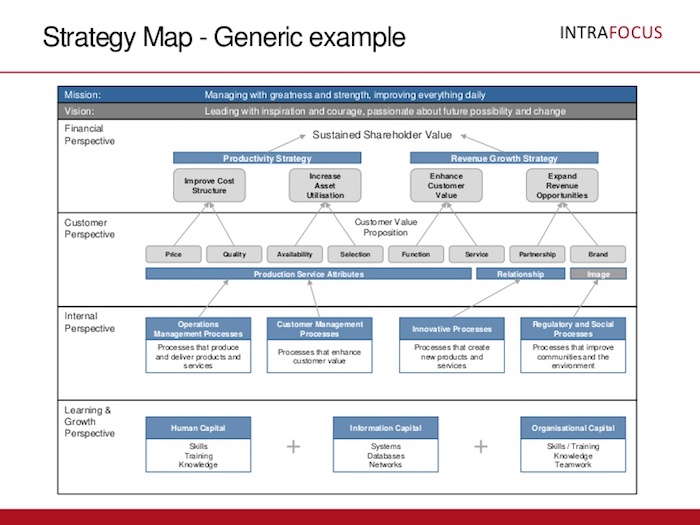 Strategy Map - Generic example
INTRAFOCUS
Mission: Managing with greatness and strength, improving everything daily
Vision: Leading with inspiration and courage, passionate about future possibility and change
Financial
Perspective
Sustained Shareholder Value
Productivity Strategy
Revenue Growth Strategy
Improve Cost
Structure
Increase
Asset
Utilisation
Enhance
Customer
Value
Expand
Revenue
Opportunities
Customer
Perspective
Customer Value
Proposition
Price
Quality
Availability
Selection
Function
Service
Partnership
Brand
Production Service Attributes
Relationship
Image
Internal
Perspective
Operations
Management Processes
Processes that produce
and deliver products and
services
Customer Management
Processes
Processes that enhance
customer value
Innovative Processes
Processes that create
new products and
services
Regulatory and Social
Processes
Processes that improve
communities and the
environment
Learning &
Growth
Perspective
Human Capital
Skills
Training
Knowledge
+
Information Capital
Systems
Databases
Networks
+
Organisational Capital
Skills / Training
Knowledge
Teamwork